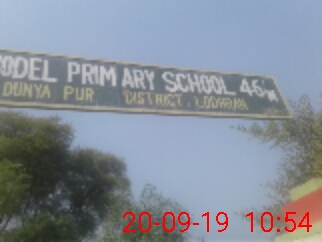 ODEL PRIMARY SCHOOL 46
DUNYA PUR DISTRICT. LODHRAN
20-09-19 10:54